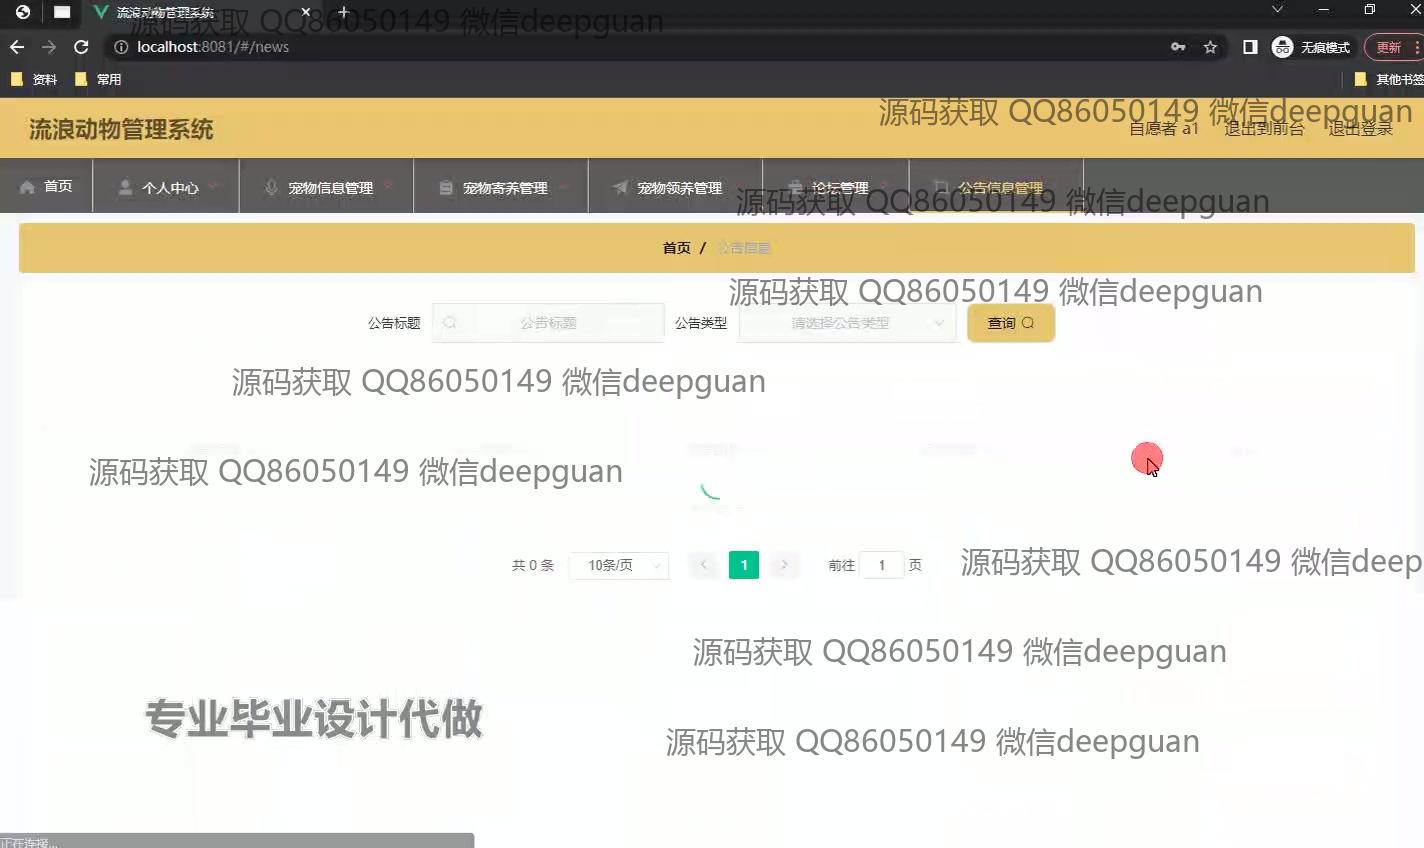 流浪动物管理系统
源码获取 QQ86050149 微信deepguan
localhost:8081/#/news
无痕模式
更新
资料
常用
其他书签
源码获取 QQ86050149 微信deepguan
流浪动物管理系统
自愿者 a1
退出到前台
退出登录
首页
个人中心
宠物信息管理
宠物寄养管理
宠物领养管理
论坛管理
公告信息管理
源码获取 QQ86050149 微信deepguan
首页 / 公告信息
源码获取 QQ86050149 微信deepguan
公告标题
公告标题
公告类型
请选择公告类型
查询
源码获取 QQ86050149 微信deepguan
源码获取 QQ86050149 微信deepguan
共 0 条
10条/页
1
前往 1 页
源码获取 QQ86050149 微信deep
源码获取 QQ86050149 微信deepguan
专业毕业设计代做
源码获取 QQ86050149 微信deepguan
正在连接...